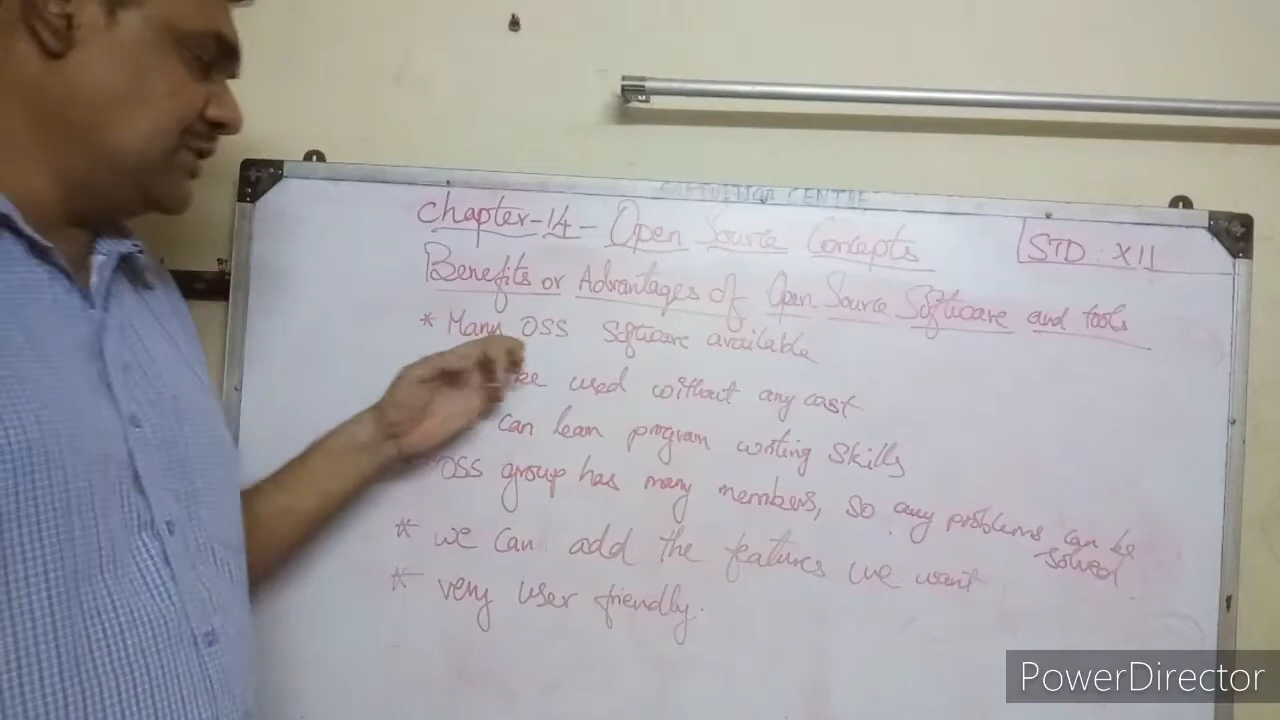 CENTRE
Chapter-14 - Open Source Concepts
STD : XII
Benefits or Advantages of Open Source Software and tools
* Many OSS Software available
be used without any cost
can learn program writing skills
OSS group has many members, so any problems can be solved
* we can add the features we want
* very user friendly.
PowerDirector